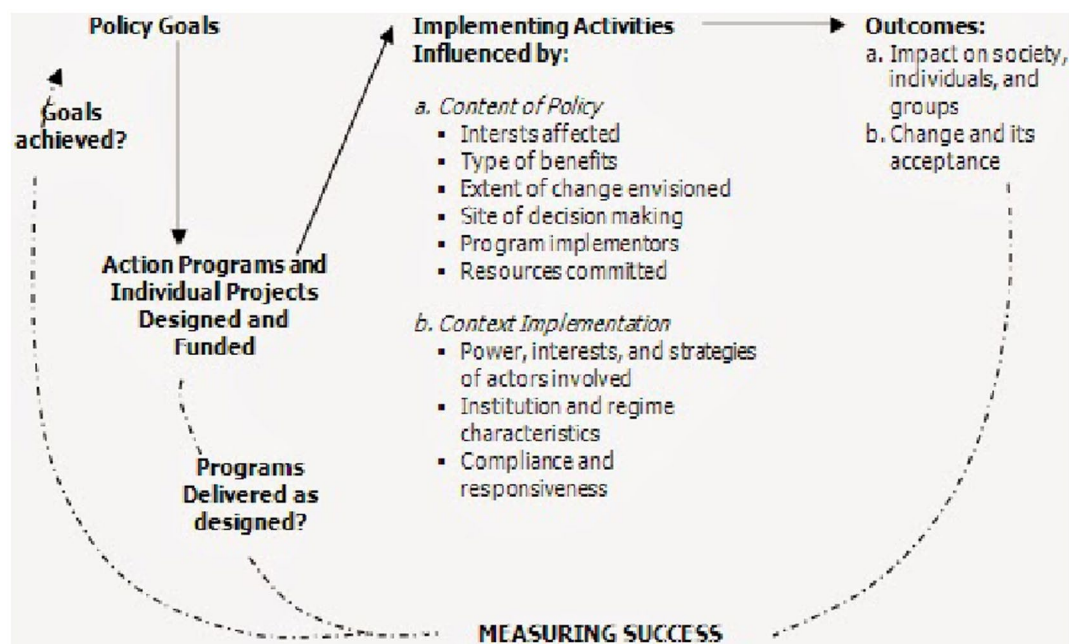 Policy Goals
Goals
achieved?
Action Programs and
Individual Projects
Designed and
Funded
Programs
Delivered as
designed?
Implementing Activities
Influenced by:
a. Content of Policy
▪ Intersts affected
▪ Type of benefits
▪ Extent of change envisioned
▪ Site of decision making
▪ Program implementors
▪ Resources committed
b. Context Implementation
▪ Power, interests, and strategies
of actors involved
▪ Institution and regime
characteristics
▪ Compliance and
responsiveness
Outcomes:
a. Impact on society,
individuals, and
groups
b. Change and its
acceptance
MEASURING SUCCESS